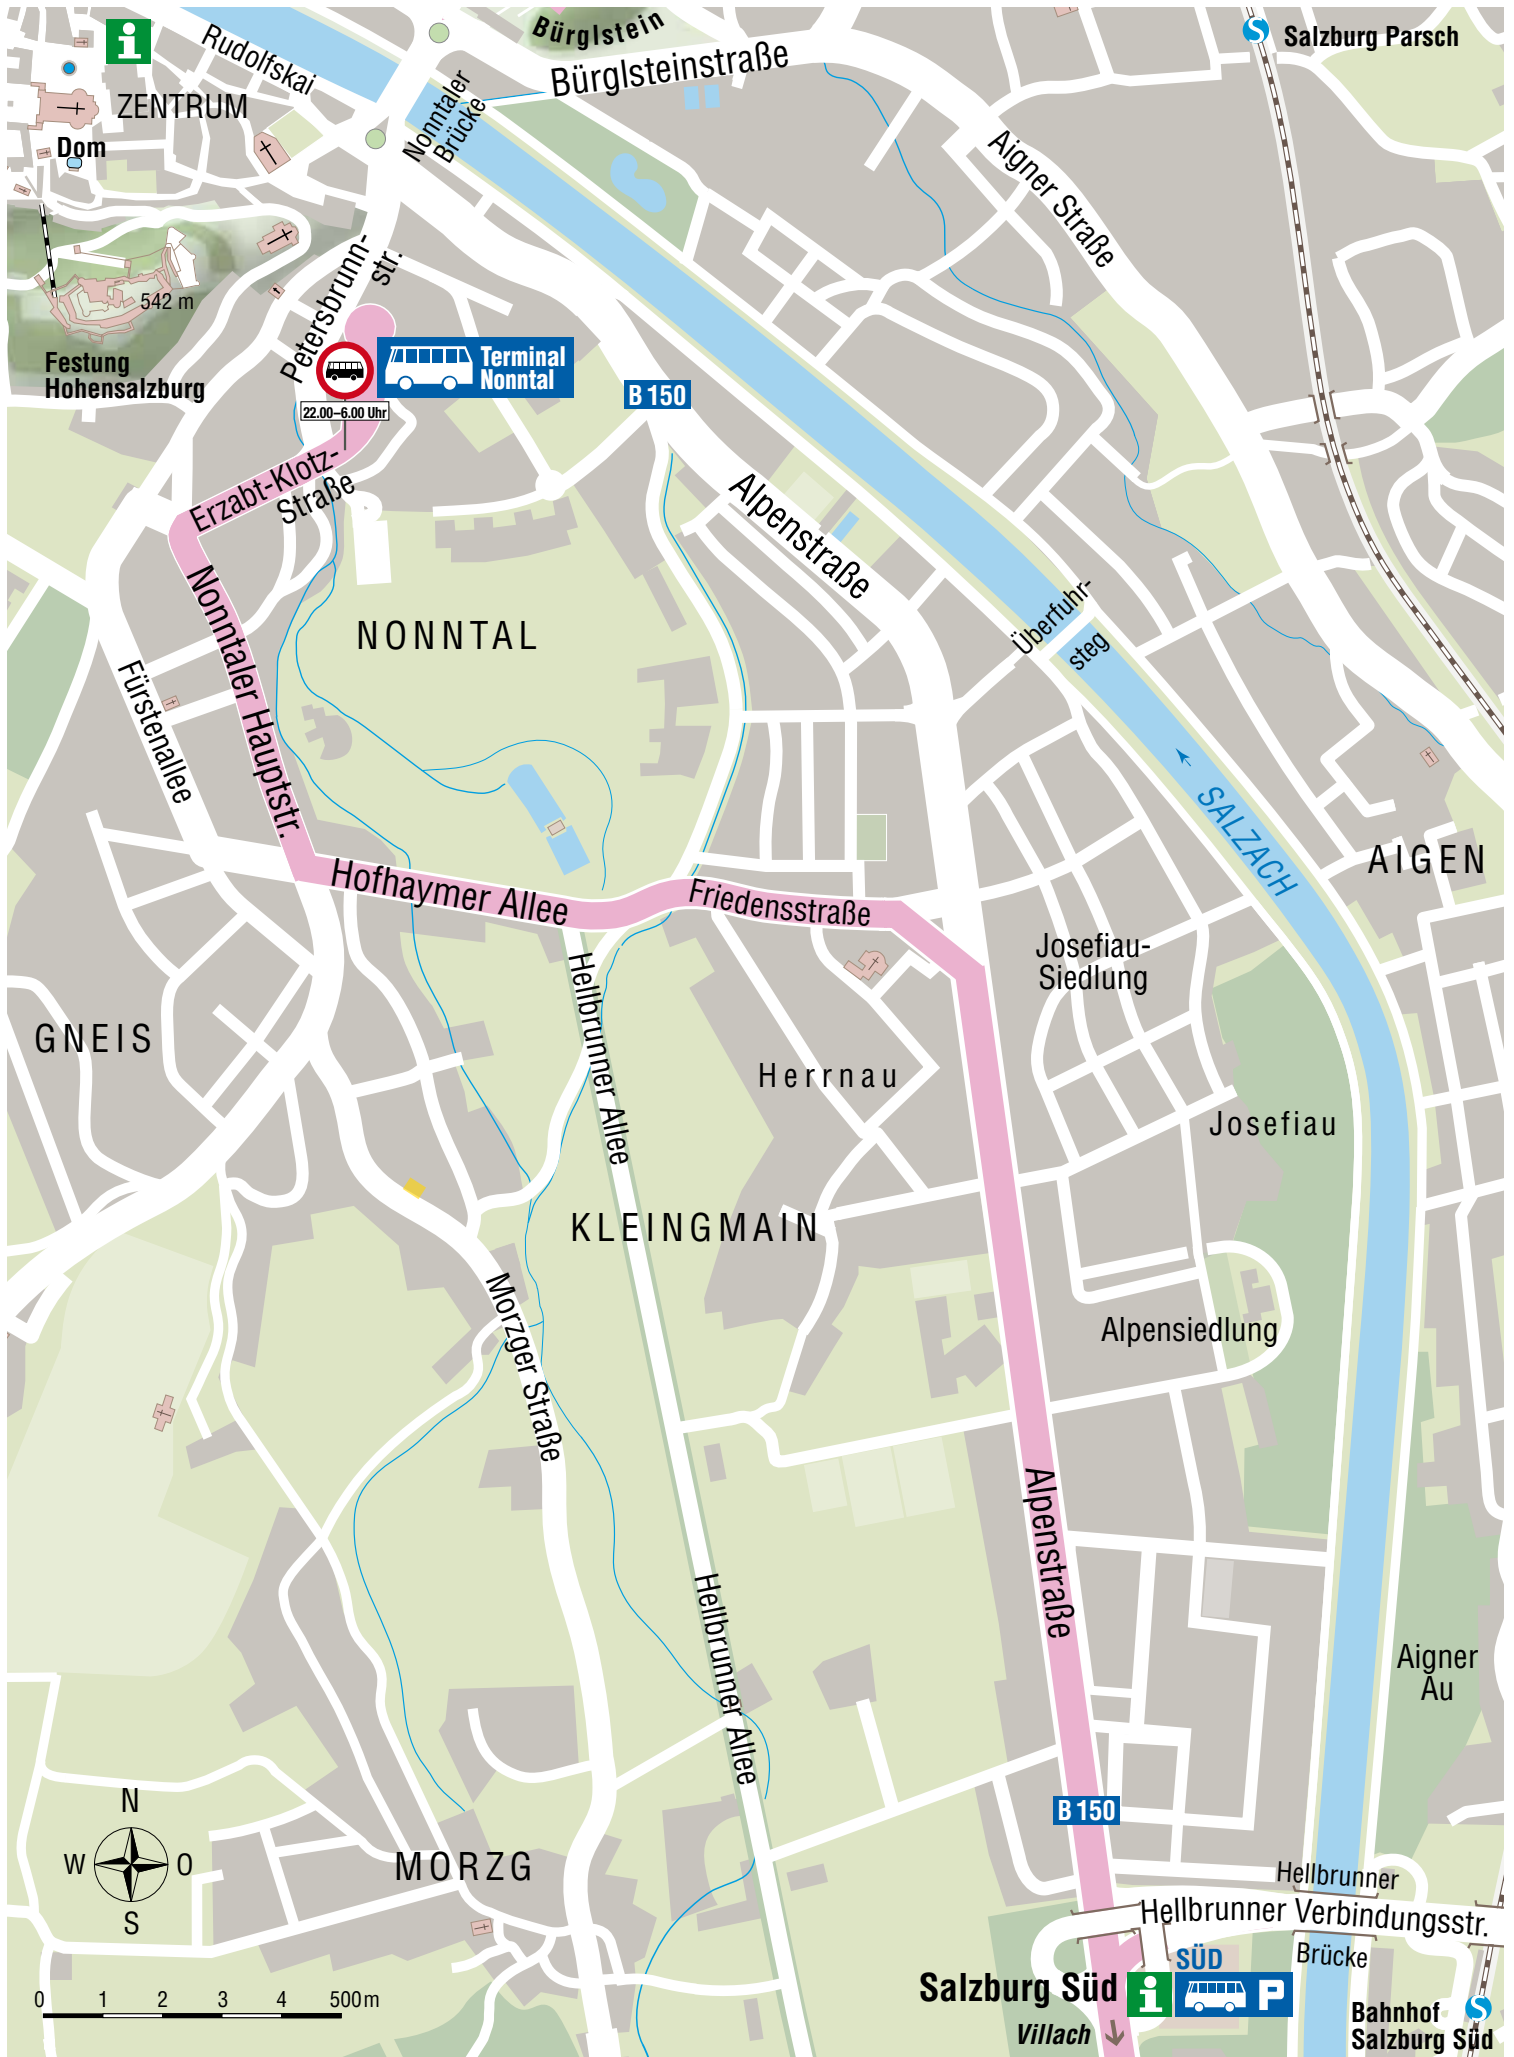 Bürglstein
Salzburg Parsch
Rudolfskai
Bürglsteinstraße
ZENTRUM
Nonntaler
Brücke
Dom
Aigner Straße
Petersbrunn-
str.
542 m
Festung
Hohensalzburg
Terminal
Nonntal
22.00–6.00 Uhr
B 150
Erzabt-Klotz-
Straße
Alpenstraße
Überfuhr-
steg
NONNTAL
Nonntaler Hauptstr.
Fürstenallee
SALZACH
AIGEN
Hofhaymer Allee
Friedensstraße
Josefiau-
Siedlung
Hellbrunner Allee
GNEIS
Herrnau
Josefiau
KLEINGMAIN
Morzger Straße
Alpensiedlung
Alpenstraße
Hellbrunner Allee
Aigner
Au
N
W
O
S
B 150
MORZG
Hellbrunner
Hellbrunner Verbindungsstr.
Brücke
SÜD
Salzburg Süd
P
Villach
0 1 2 3 4 500 m
Bahnhof
Salzburg Süd